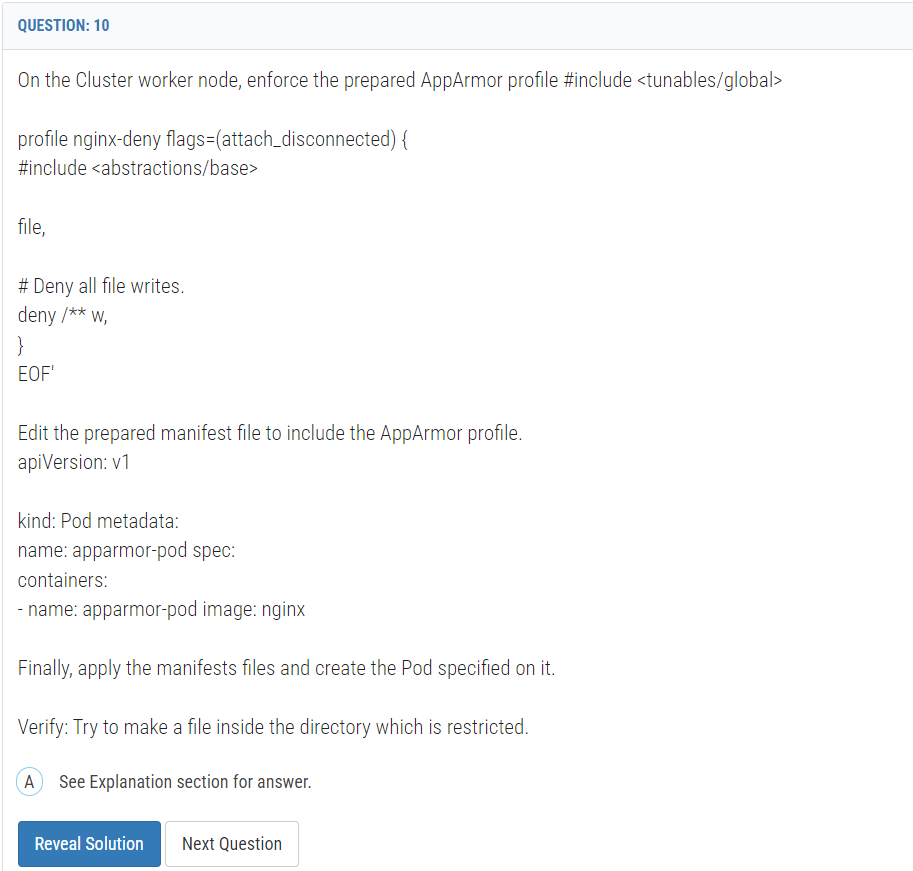 QUESTION: 10
On the Cluster worker node, enforce the prepared AppArmor profile #include <tunables/global>
profile nginx-deny flags=(attach_disconnected) {
#include <abstractions/base>
file,
# Deny all file writes.
deny /** w,
}
EOF'
Edit the prepared manifest file to include the AppArmor profile.
apiVersion: v1
kind: Pod metadata:
name: apparmor-pod spec:
containers:
- name: apparmor-pod image: nginx
Finally, apply the manifests files and create the Pod specified on it.
Verify: Try to make a file inside the directory which is restricted.
A See Explanation section for answer.
Reveal Solution Next Question